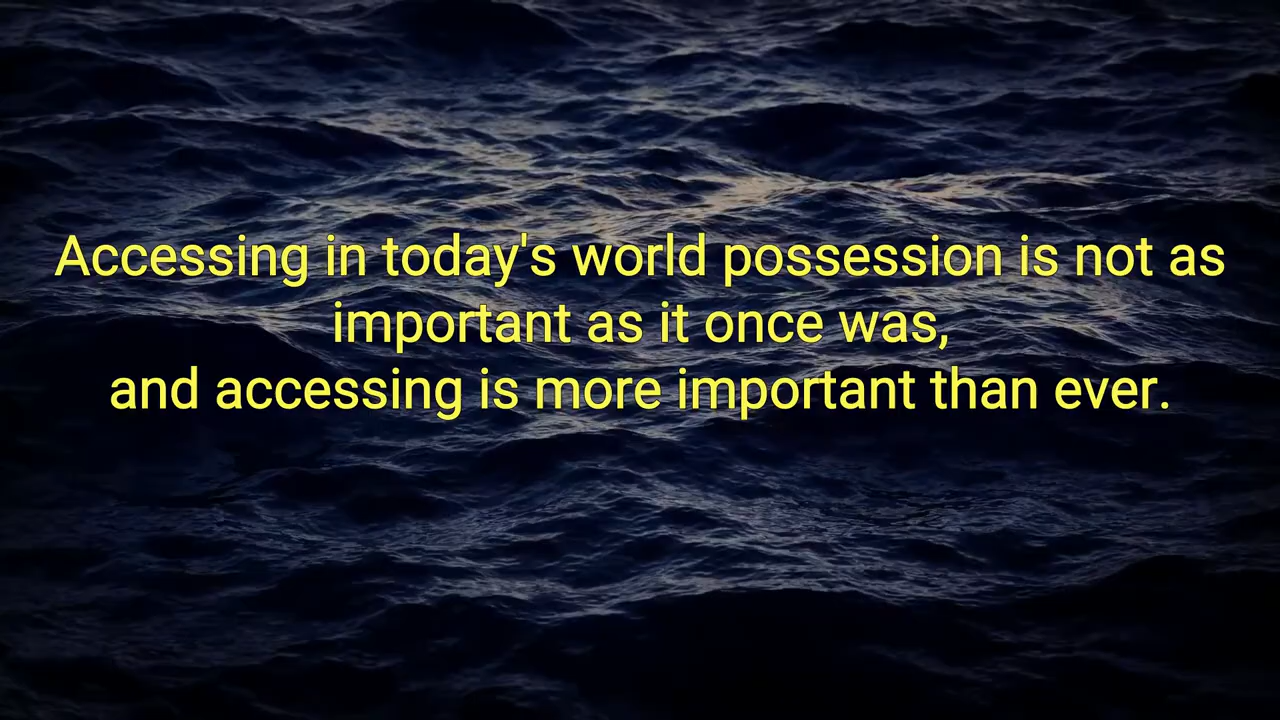 Accessing in today's world possession is not as
important as it once was,
and accessing is more important than ever.